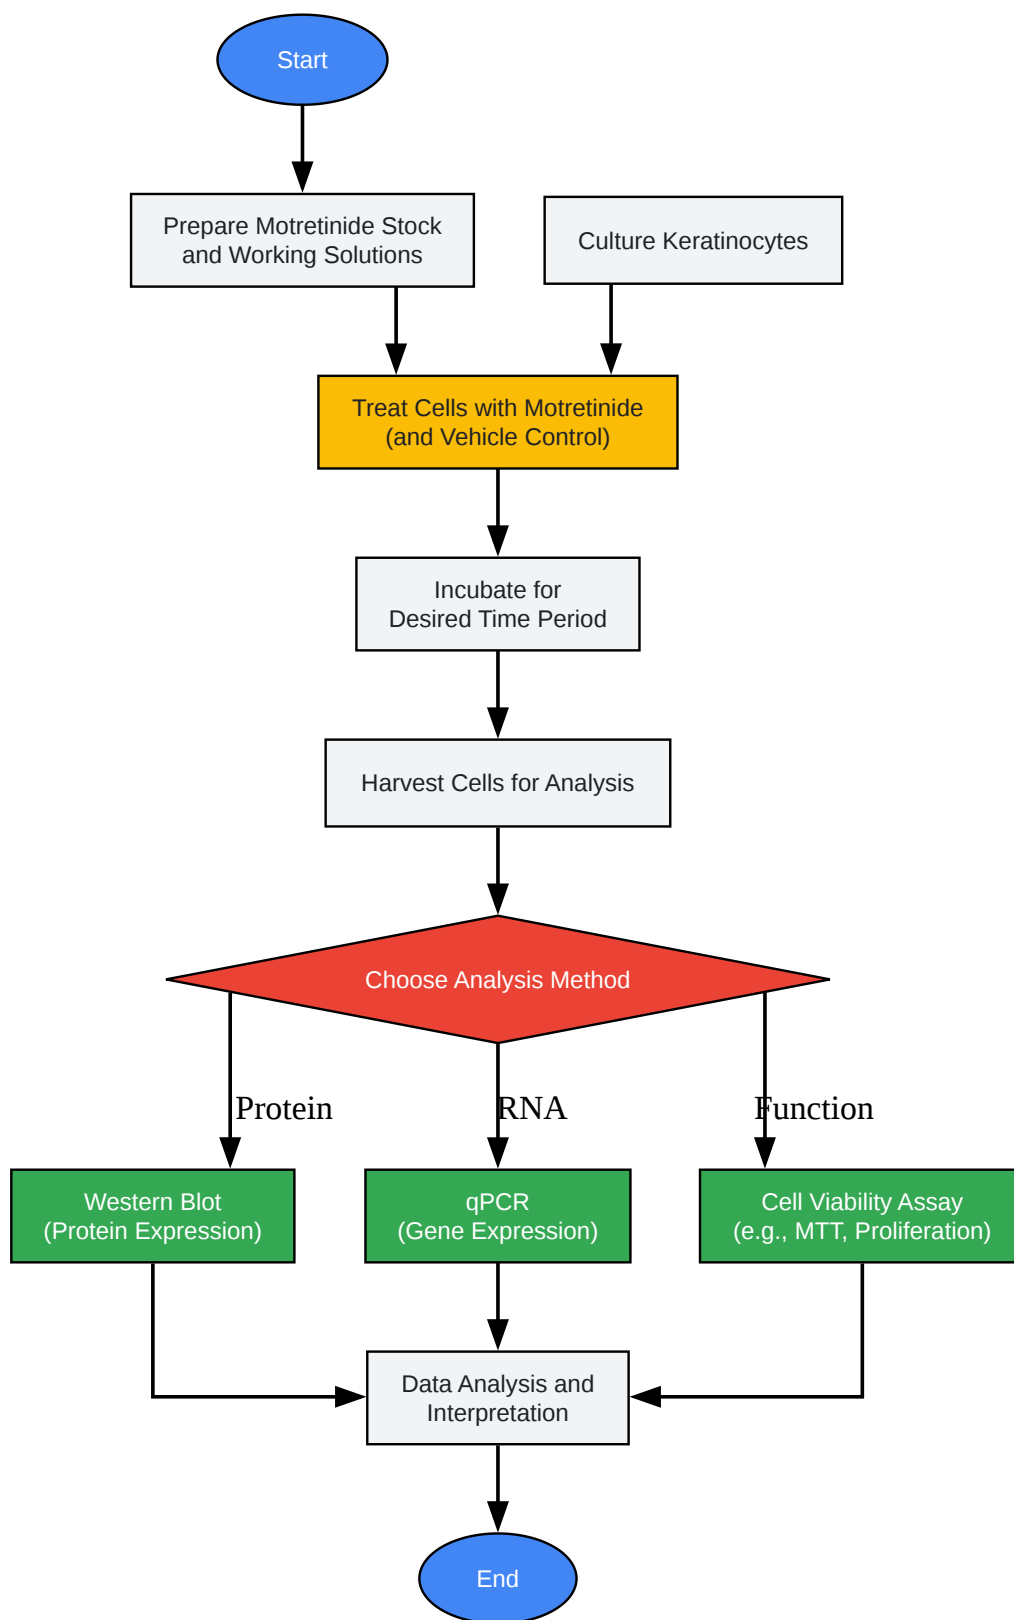 Start
Prepare Motretinide Stock
and Working Solutions
Culture Keratinocytes
Treat Cells with Motretinide
(and Vehicle Control)
Incubate for
Desired Time Period
Harvest Cells for Analysis
Choose Analysis Method
Protein
RNA
Function
Western Blot
(Protein Expression)
qPCR
(Gene Expression)
Cell Viability Assay
(e.g., MTT, Proliferation)
Data Analysis and
Interpretation
End